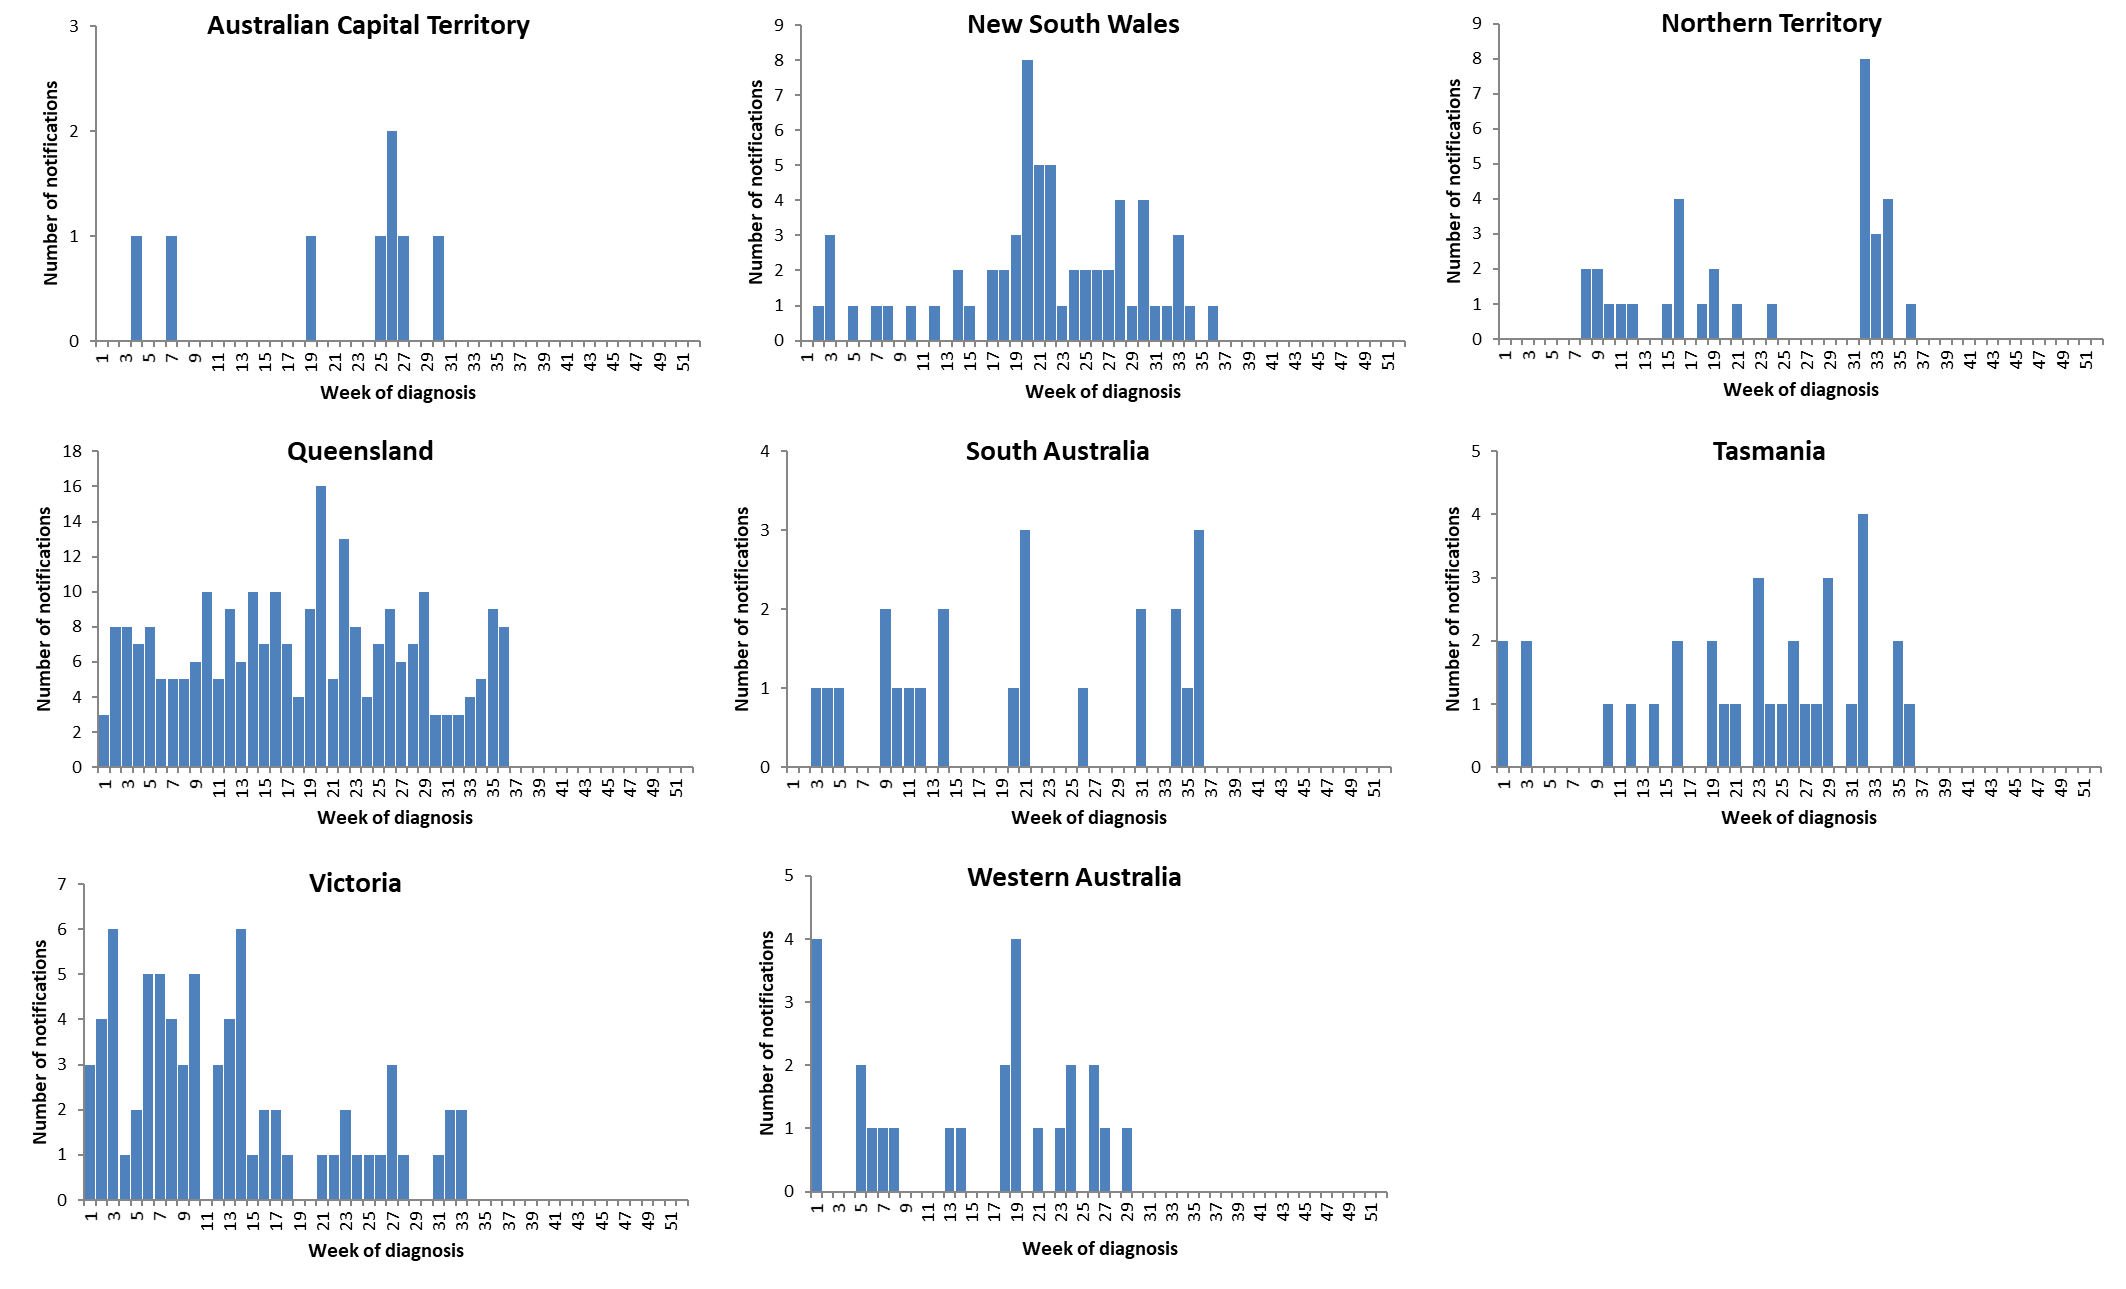 Australian Capital Territory
Number of notifications
3
2
1
0
1 3 5 7 9 11 13 15 17 19 21 23 25 27 29 31 33 35 37 39 41 43 45 47 49 51
Week of diagnosis
New South Wales
Number of notifications
9
8
7
6
5
4
3
2
1
0
1 3 5 7 9 11 13 15 17 19 21 23 25 27 29 31 33 35 37 39 41 43 45 47 49 51
Week of diagnosis
Northern Territory
Number of notifications
9
8
7
6
5
4
3
2
1
0
1 3 5 7 9 11 13 15 17 19 21 23 25 27 29 31 33 35 37 39 41 43 45 47 49 51
Week of diagnosis
Queensland
Number of notifications
18
16
14
12
10
8
6
4
2
0
1 3 5 7 9 11 13 15 17 19 21 23 25 27 29 31 33 35 37 39 41 43 45 47 49 51
Week of diagnosis
South Australia
Number of notifications
4
3
2
1
0
1 3 5 7 9 11 13 15 17 19 21 23 25 27 29 31 33 35 37 39 41 43 45 47 49 51
Week of diagnosis
Tasmania
Number of notifications
5
4
3
2
1
0
1 3 5 7 9 11 13 15 17 19 21 23 25 27 29 31 33 35 37 39 41 43 45 47 49 51
Week of diagnosis
Victoria
Number of notifications
7
6
5
4
3
2
1
0
1 3 5 7 9 11 13 15 17 19 21 23 25 27 29 31 33 35 37 39 41 43 45 47 49 51
Week of diagnosis
Western Australia
Number of notifications
5
4
3
2
1
0
1 3 5 7 9 11 13 15 17 19 21 23 25 27 29 31 33 35 37 39 41 43 45 47 49 51
Week of diagnosis